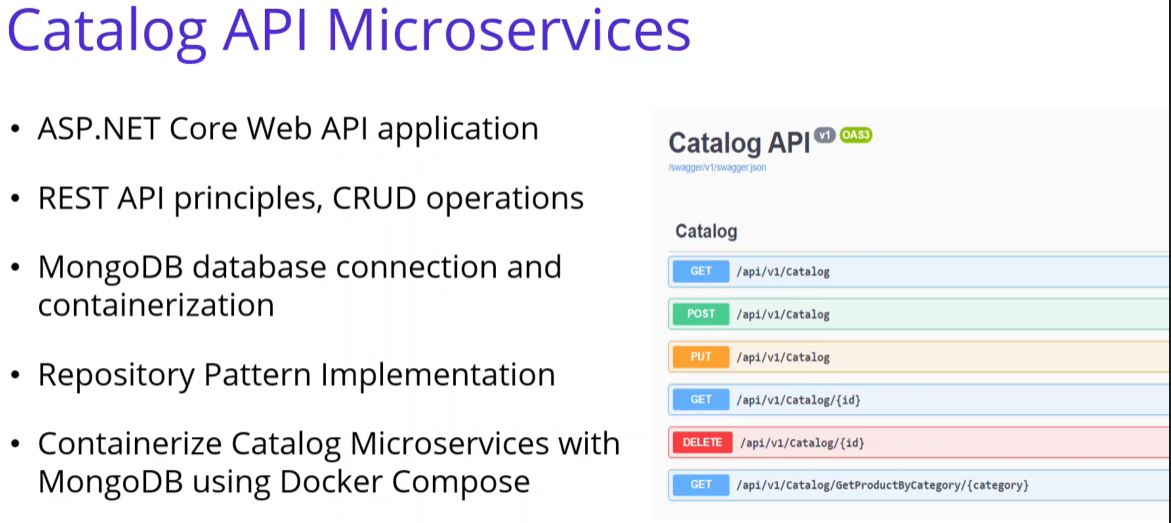 Catalog API Microservices
• ASP.NET Core Web API application
• REST API principles, CRUD operations
• MongoDB database connection and
containerization
• Repository Pattern Implementation
• Containerize Catalog Microservices with
MongoDB using Docker Compose
Catalog API v1 OAS3
/swagger/v1/swagger.json
Catalog
GET /api/v1/Catalog
POST /api/v1/Catalog
PUT /api/v1/Catalog
GET /api/v1/Catalog/{id}
DELETE /api/v1/Catalog/{id}
GET /api/v1/Catalog/GetProductByCategory/{category}